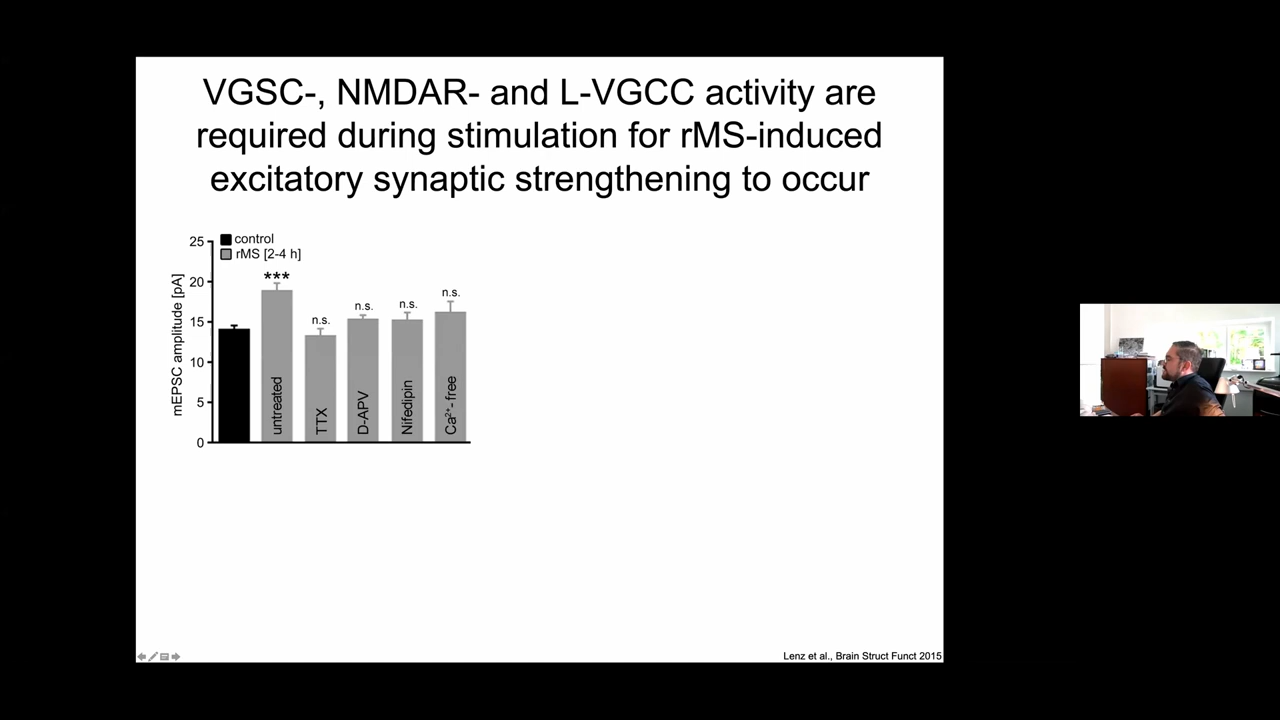 VGSC-, NMDAR- and L-VGCC activity are
required during stimulation for rMS-induced
excitatory synaptic strengthening to occur
control
rMS [2-4 h]
mEPSC amplitude [pA]
25
20
15
10
5
0
***
n.s.
n.s.
n.s.
n.s.
untreated
TTX
D-APV
Nifedipin
Ca²⁺- free
Lenz et al., Brain Struct Funct 2015